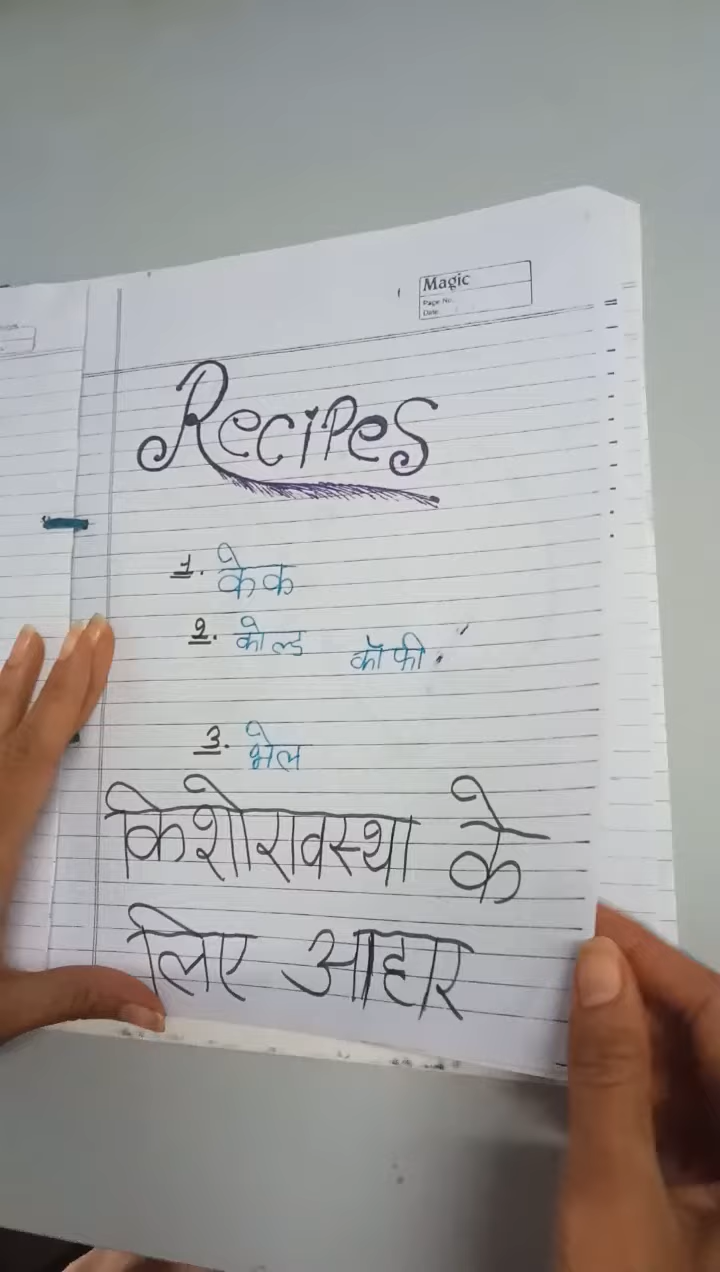 Magic
Page No.
Date
Recipes
1. केक
2. कोल्ड कॉफी.
3. भेल
किशोरावस्था के
लिए आहार